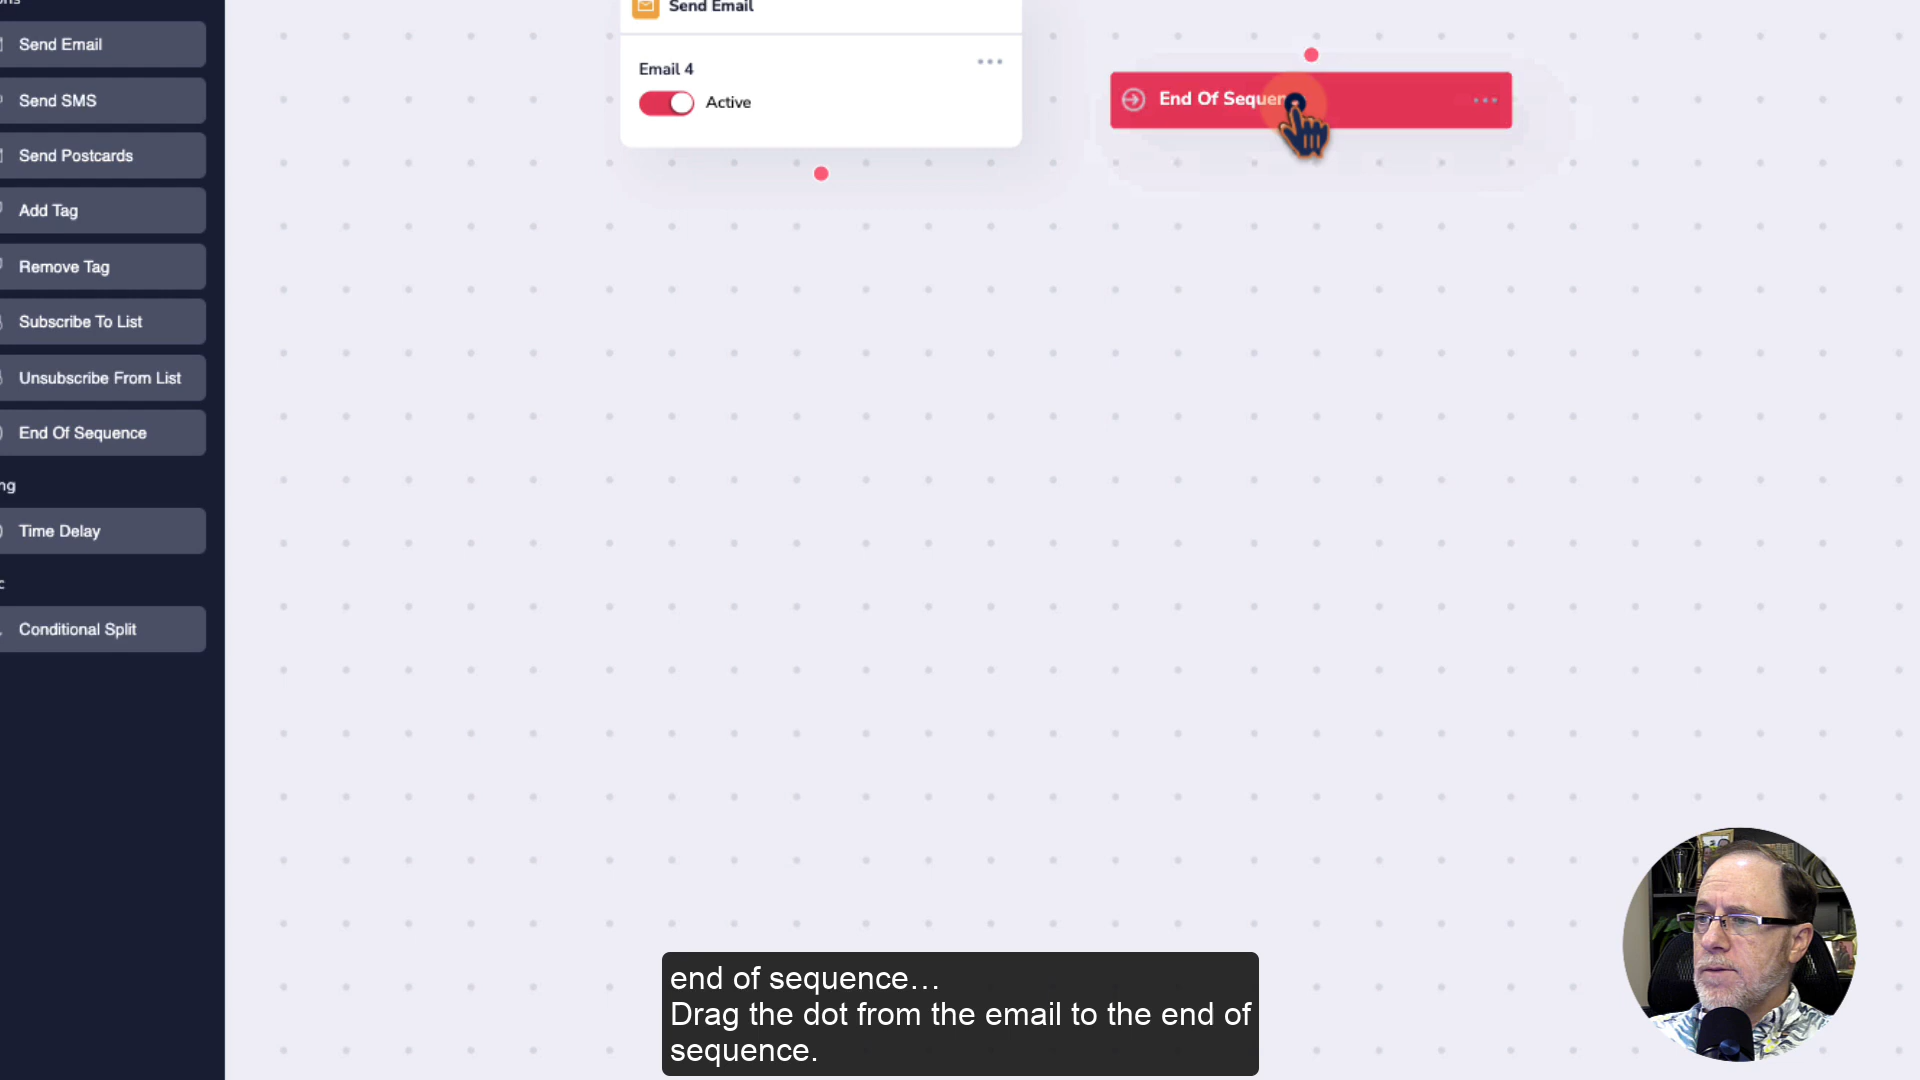 Send Email
Send SMS
Send Postcards
Add Tag
Remove Tag
Subscribe To List
Unsubscribe From List
End Of Sequence
ng
Time Delay
Conditional Split
Send Email
Email 4
Active
End Of Sequen
end of sequence…
Drag the dot from the email to the end of
sequence.